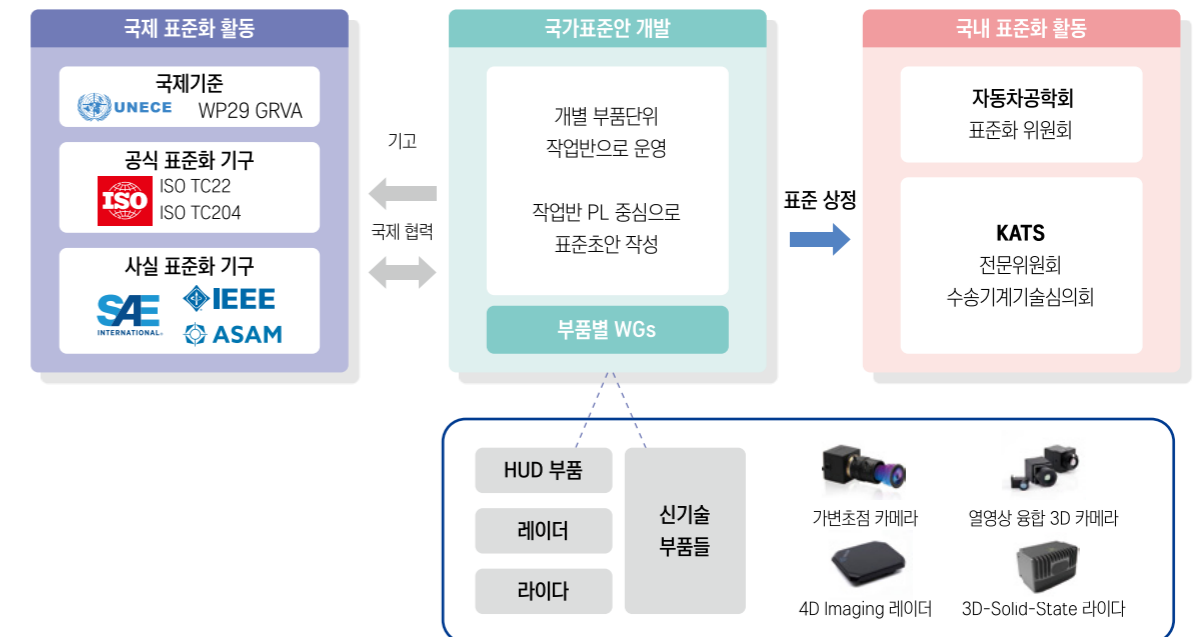 국제 표준화 활동
국제기준
UNECE WP29 GRVA
공식 표준화 기구
ISO
ISO TC22
ISO TC204
사실 표준화 기구
SAE
INTERNATIONAL
IEEE
ASAM
기고
국제 협력
국가표준안 개발
개별 부품단위
작업반으로 운영
작업반 PL 중심으로
표준초안 작성
부품별 WGs
표준 상정
국내 표준화 활동
자동차공학회
표준화 위원회
KATS
전문위원회
수송기계기술심의회
HUD 부품
레이더
라이다
신기술
부품들
가변초점 카메라
열영상 융합 3D 카메라
4D Imaging 레이더
3D-Solid-State 라이다